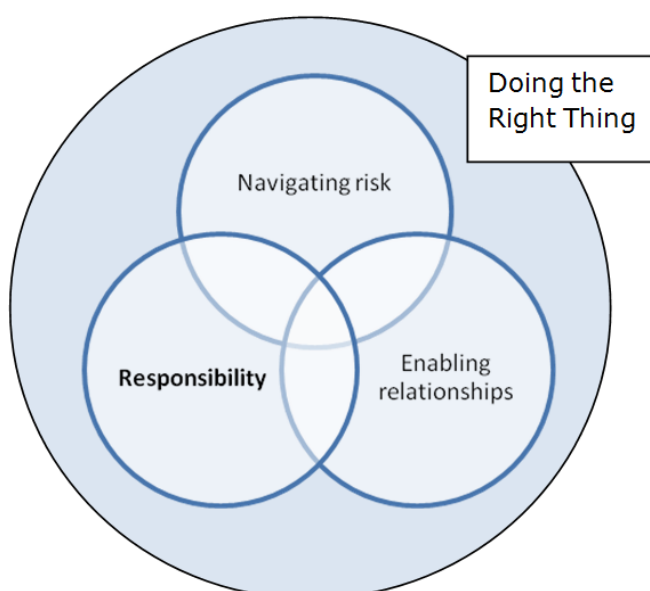 Doing the
Right Thing
Navigating risk
Responsibility
Enabling
relationships